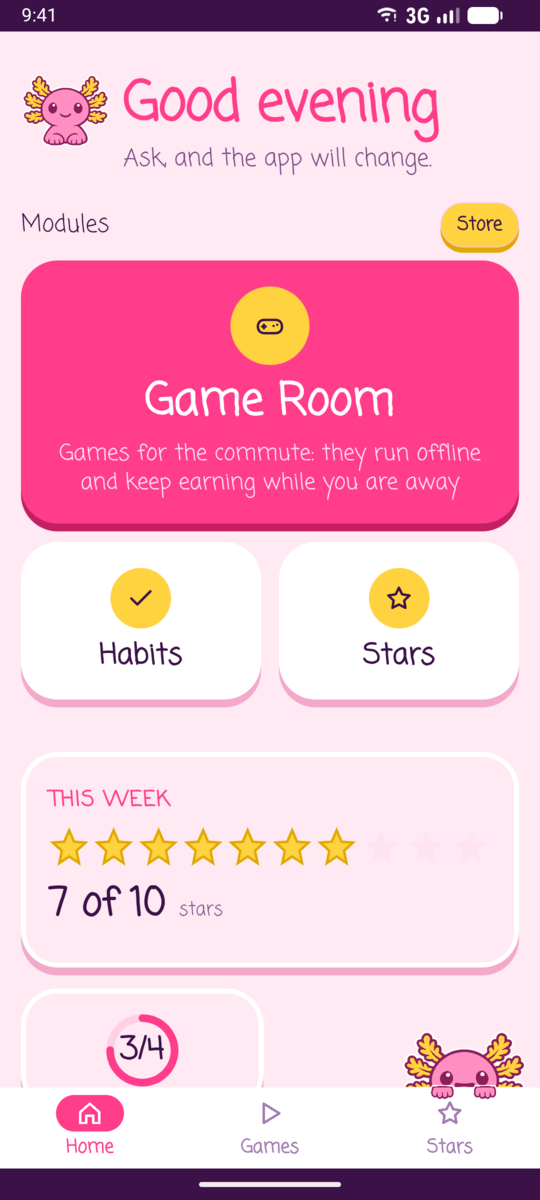 9:41
3G
Good evening
Ask, and the app will change.
Modules
Store
Game Room
Games for the commute: they run offline
and keep earning while you are away
Habits
Stars
THIS WEEK
7 of 10 stars
3/4
Home
Games
Stars